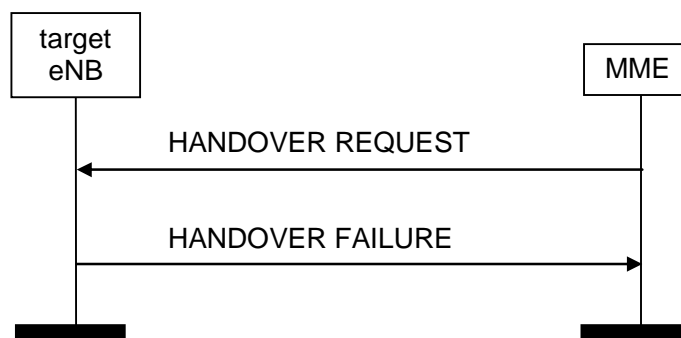 target
eNB
MME
HANDOVER REQUEST
HANDOVER FAILURE